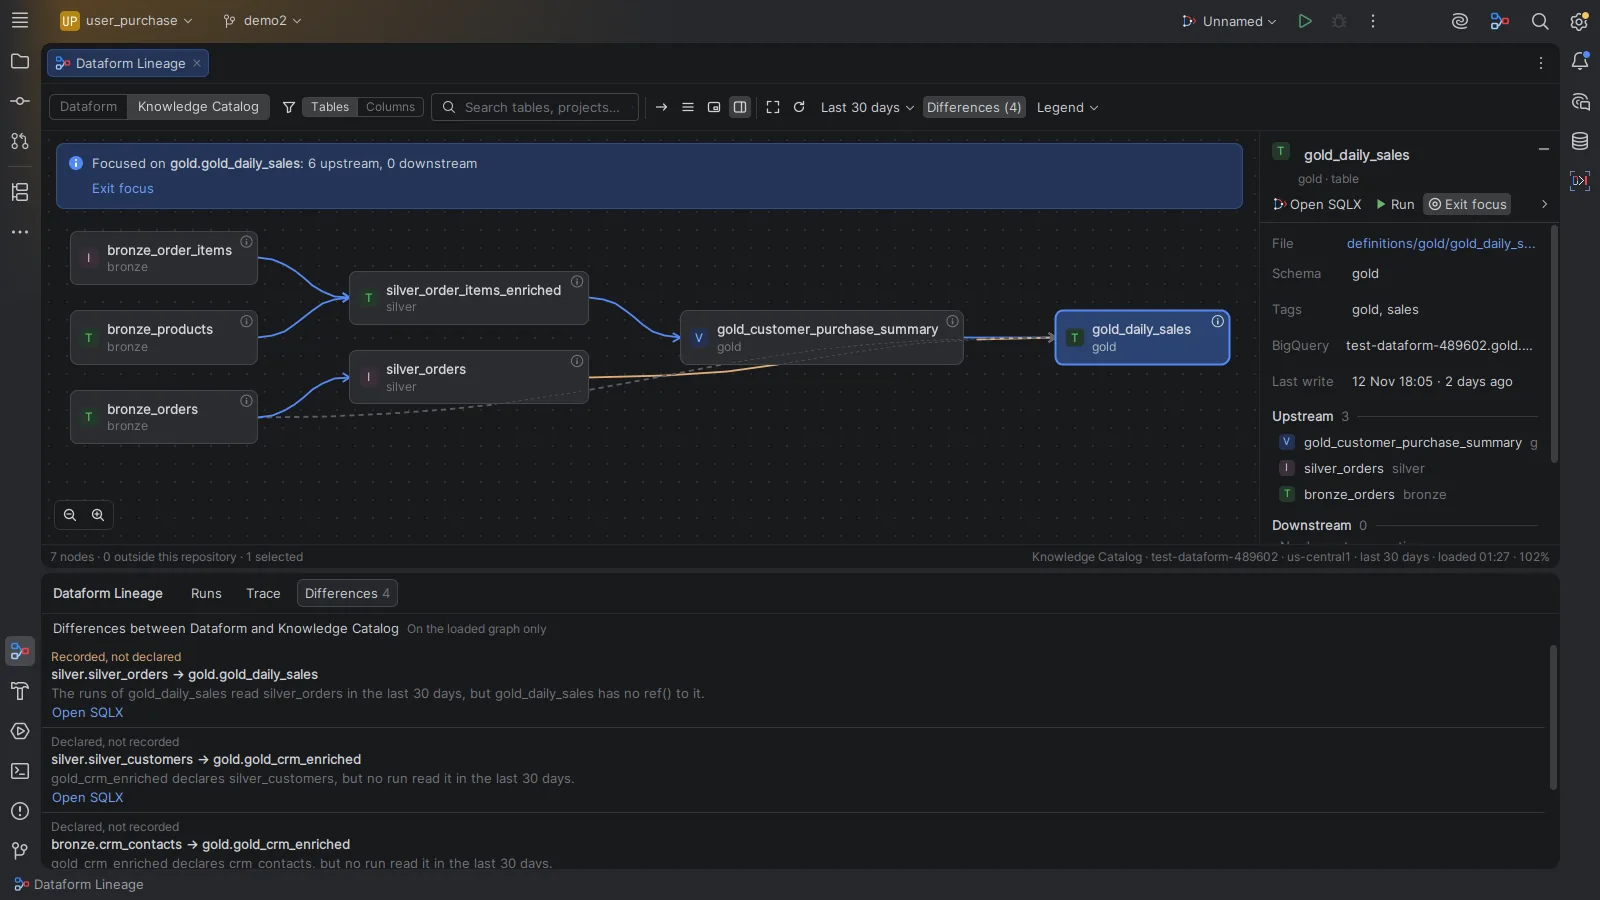 UP user_purchase
demo2
Unnamed
Dataform Lineage
Dataform
Knowledge Catalog
Tables
Columns
Search tables, projects...
Last 30 days
Differences (4)
Legend
Focused on gold.gold_daily_sales: 6 upstream, 0 downstream
Exit focus
I bronze_order_items
bronze
T bronze_products
bronze
T bronze_orders
bronze
T silver_order_items_enriched
silver
I silver_orders
silver
V gold_customer_purchase_summary
gold
T gold_daily_sales
gold
T gold_daily_sales
gold · table
Open SQLX
Run
Exit focus
File definitions/gold/gold_daily_s...
Schema gold
Tags gold, sales
BigQuery test-dataform-489602.gold....
Last write 12 Nov 18:05 · 2 days ago
Upstream 3
V gold_customer_purchase_summary g
I silver_orders silver
T bronze_orders bronze
Downstream 0
7 nodes · 0 outside this repository · 1 selected
Knowledge Catalog · test-dataform-489602 · us-central1 · last 30 days · loaded 01:27 · 102%
Dataform Lineage
Runs
Trace
Differences 4
Differences between Dataform and Knowledge Catalog On the loaded graph only
Recorded, not declared
silver.silver_orders → gold.gold_daily_sales
The runs of gold_daily_sales read silver_orders in the last 30 days, but gold_daily_sales has no ref() to it.
Open SQLX
Declared, not recorded
silver.silver_customers → gold.gold_crm_enriched
gold_crm_enriched declares silver_customers, but no run read it in the last 30 days.
Open SQLX
Declared, not recorded
bronze.crm_contacts → gold.gold_crm_enriched
gold_crm_enriched declares crm_contacts, but no run read it in the last 30 days.
Dataform Lineage